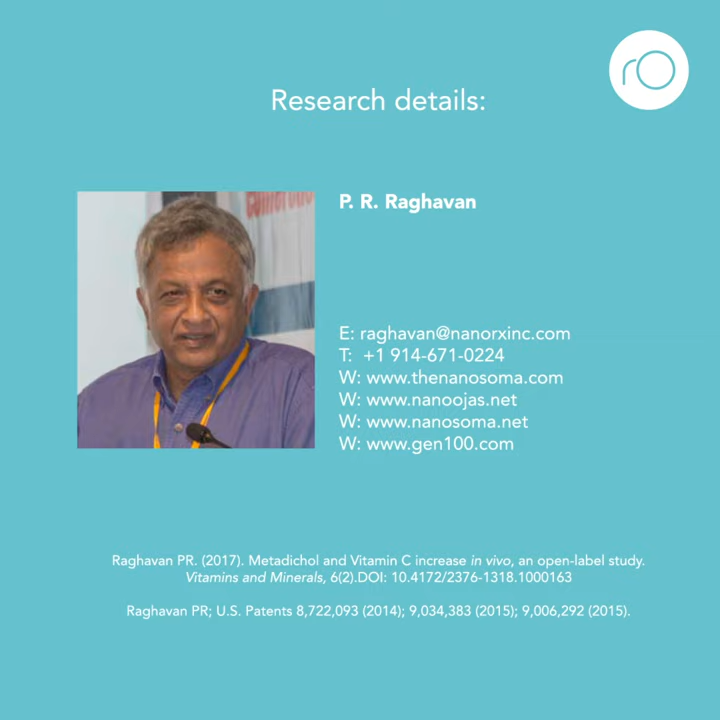 rO
Research details:
P. R. Raghavan
E: raghavan@nanorxinc.com
T: +1 914-671-0224
W: www.thenanosoma.com
W: www.nanoojas.net
W: www.nanosoma.net
W: www.gen100.com
Raghavan PR. (2017). Metadichol and Vitamin C increase in vivo, an open-label study.
Vitamins and Minerals, 6(2).DOI: 10.4172/2376-1318.1000163
Raghavan PR; U.S. Patents 8,722,093 (2014); 9,034,383 (2015); 9,006,292 (2015).